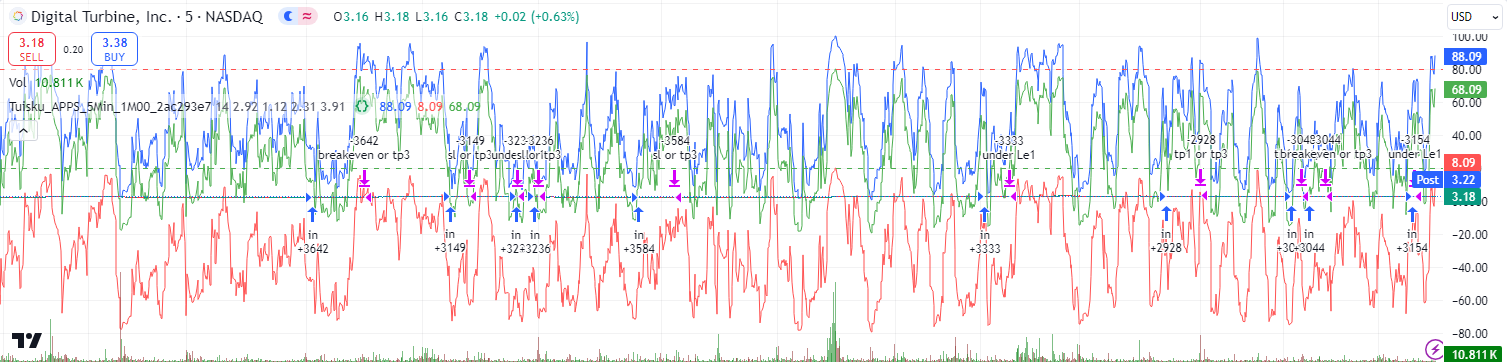 Digital Turbine, Inc. · 5 · NASDAQ O3.16 H3.18 L3.16 C3.18 +0.02 (+0.63%)
USD
3.18 SELL
0.20
3.38 BUY
Vol 10.811 K
Tuisku_APPS_5Min_1M00_2ac293e7 14 2.92 1.12 2.31 3.91 88.09 8.09 68.09
100.00
88.09
80.00
68.09
60.00
40.00
8.09
Post 3.22
3.18
−20.00
−40.00
−60.00
−80.00
10.811 K
-3642
breakeven or tp3
-3149
sl or tp3
-3236
-3584
sl or tp3
-3333
under Le1
-2928
tp1 or tp3
-3044
breakeven or tp3
-3154
under Le1
in
+3642
in
+3149
in
in
+3236
in
+3584
in
+3333
in
+2928
in
in
+3044
in
+3154